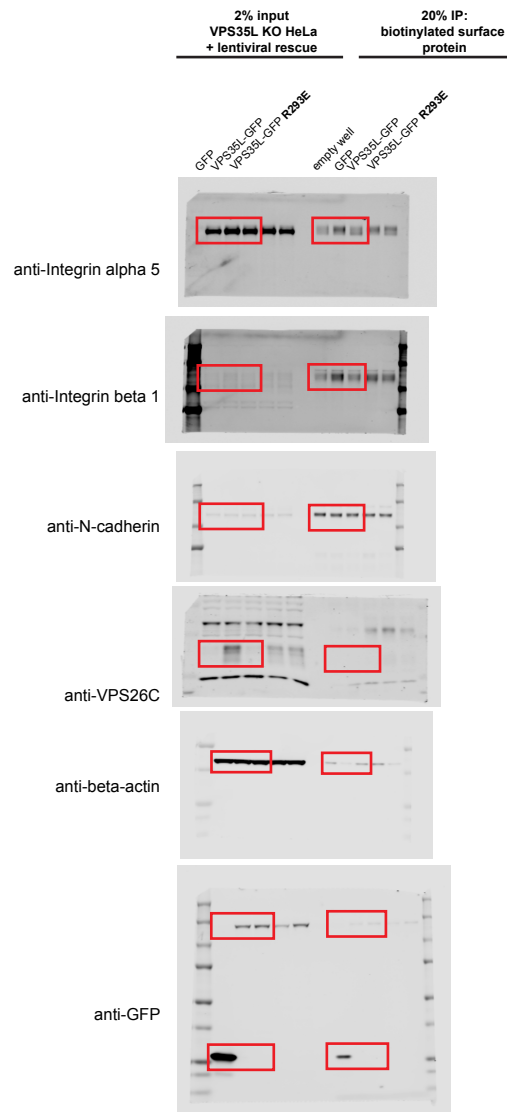 2% input
VPS35L KO HeLa
+ lentiviral rescue
20% IP:
biotinylated surface
protein
GFP
VPS35L-GFP
VPS35L-GFP R293E
empty well
GFP
VPS35L-GFP
VPS35L-GFP R293E
anti-Integrin alpha 5
anti-Integrin beta 1
anti-N-cadherin
anti-VPS26C
anti-beta-actin
anti-GFP